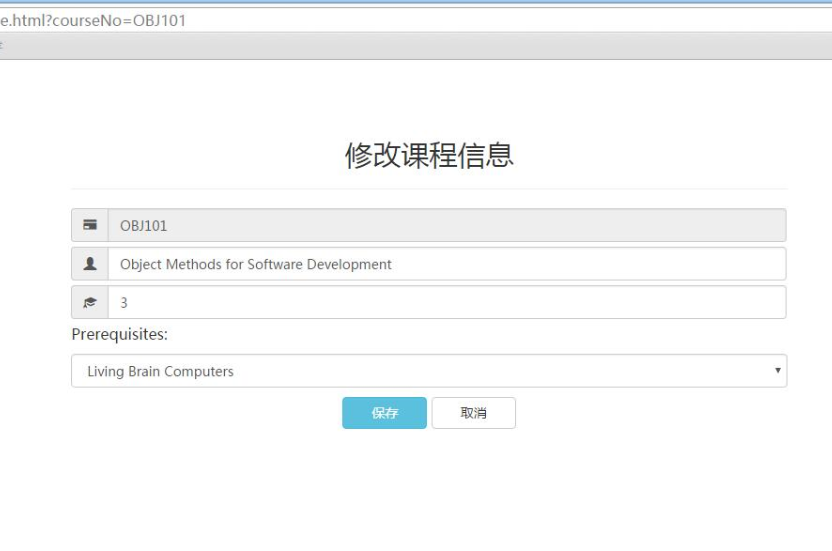 e.html?courseNo=OBJ101
修改课程信息
OBJ101
Object Methods for Software Development
3
Prerequisites:
Living Brain Computers
保存 取消